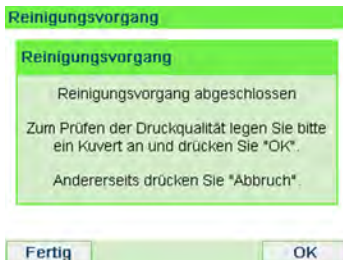 Reinigungsvorgang
Reinigungsvorgang
Reinigungsvorgang abgeschlossen
Zum Prüfen der Druckqualität legen Sie bitte
ein Kuvert an und drücken Sie "OK".
Andererseits drücken Sie "Abbruch".
Fertig
OK